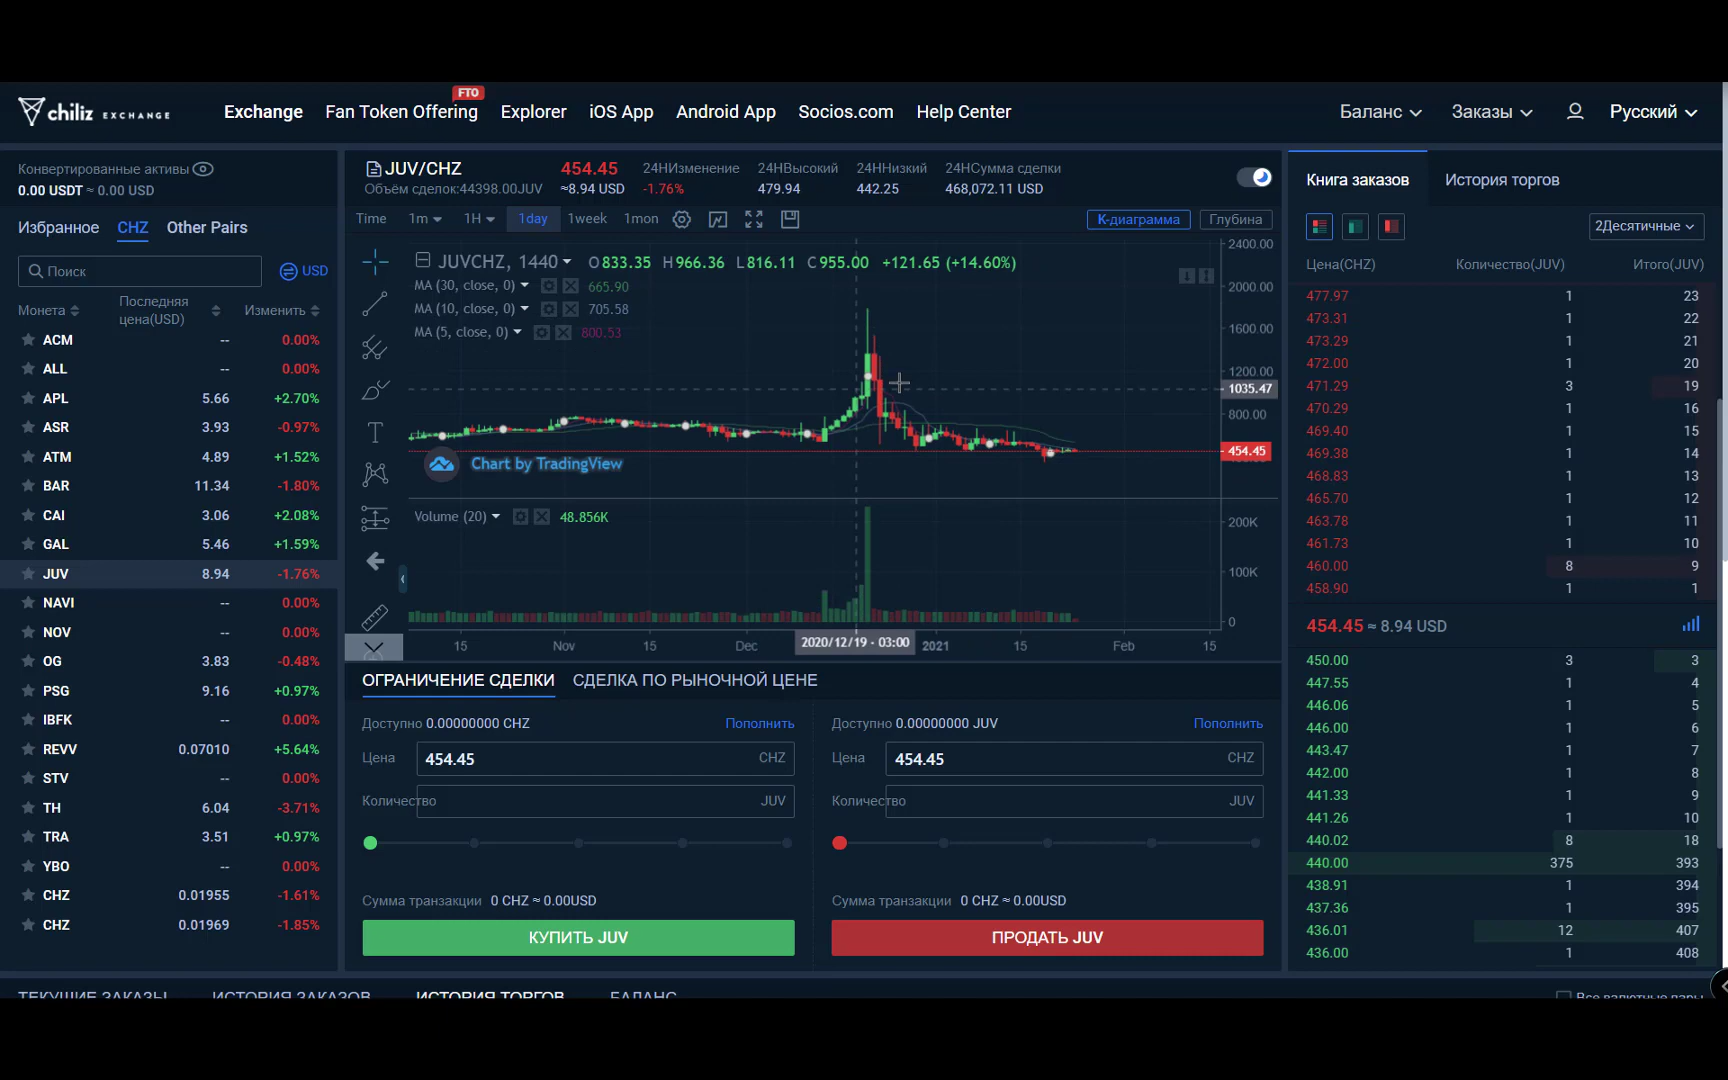 FTO
chiliz EXCHANGE Exchange Fan Token Offering Explorer iOS App Android App Socios.com Help Center Баланс Заказы Русский
Конвертированные активы
0.00 USDT ≈ 0.00 USD
Избранное CHZ Other Pairs
Поиск USD
Монета Последняя цена(USD) Изменить
ACM -- 0.00%
ALL -- 0.00%
APL 5.66 +2.70%
ASR 3.93 -0.97%
ATM 4.89 +1.52%
BAR 11.34 -1.80%
CAI 3.06 +2.08%
GAL 5.46 +1.59%
JUV 8.94 -1.76%
NAVI -- 0.00%
NOV -- 0.00%
OG 3.83 -0.48%
PSG 9.16 +0.97%
IBFK -- 0.00%
REVV 0.07010 +5.64%
STV -- 0.00%
TH 6.04 -3.71%
TRA 3.51 +0.97%
YBO -- 0.00%
CHZ 0.01955 -1.61%
CHZ 0.01969 -1.85%
JUV/CHZ 454.45 24HИзменение 24HВысокий 24HНизкий 24HСумма сделки
Объём сделок:44398.00JUV ≈8.94 USD -1.76% 479.94 442.25 468,072.11 USD
Time 1m 1H 1day 1week 1mon К-диаграмма Глубина
JUVCHZ, 1440 O833.35 H966.36 L816.11 C955.00 +121.65 (+14.60%)
MA (30, close, 0) 665.90
MA (10, close, 0) 705.58
MA (5, close, 0) 800.53
2400.00
2000.00
1600.00
1200.00
1035.47
800.00
454.45
Chart by TradingView
Volume (20) 48.856K
200K
100K
0
15 Nov 15 Dec 2020/12/19 - 03:00 2021 15 Feb 15
ОГРАНИЧЕНИЕ СДЕЛКИ СДЕЛКА ПО РЫНОЧНОЙ ЦЕНЕ
Доступно 0.00000000 CHZ Пополнить
Цена 454.45 CHZ
Количество JUV
Сумма транзакции 0 CHZ ≈ 0.00USD
КУПИТЬ JUV
Доступно 0.00000000 JUV Пополнить
Цена 454.45 CHZ
Количество JUV
Сумма транзакции 0 CHZ ≈ 0.00USD
ПРОДАТЬ JUV
Книга заказов История торгов
2Десятичные
Цена(CHZ) Количество(JUV) Итого(JUV)
477.97 1 23
473.31 1 22
473.29 1 21
472.00 1 20
471.29 3 19
470.29 1 16
469.40 1 15
469.38 1 14
468.83 1 13
465.70 1 12
463.78 1 11
461.73 1 10
460.00 8 9
458.90 1 1
454.45 ≈ 8.94 USD
450.00 3 3
447.55 1 4
446.06 1 5
446.00 1 6
443.47 1 7
442.00 1 8
441.33 1 9
441.26 1 10
440.02 8 18
440.00 375 393
438.91 1 394
437.36 1 395
436.01 12 407
436.00 1 408
ТЕКУЩИЕ ЗАКАЗЫ ИСТОРИЯ ЗАКАЗОВ ИСТОРИЯ ТОРГОВ БАЛАНС Все валютные пары